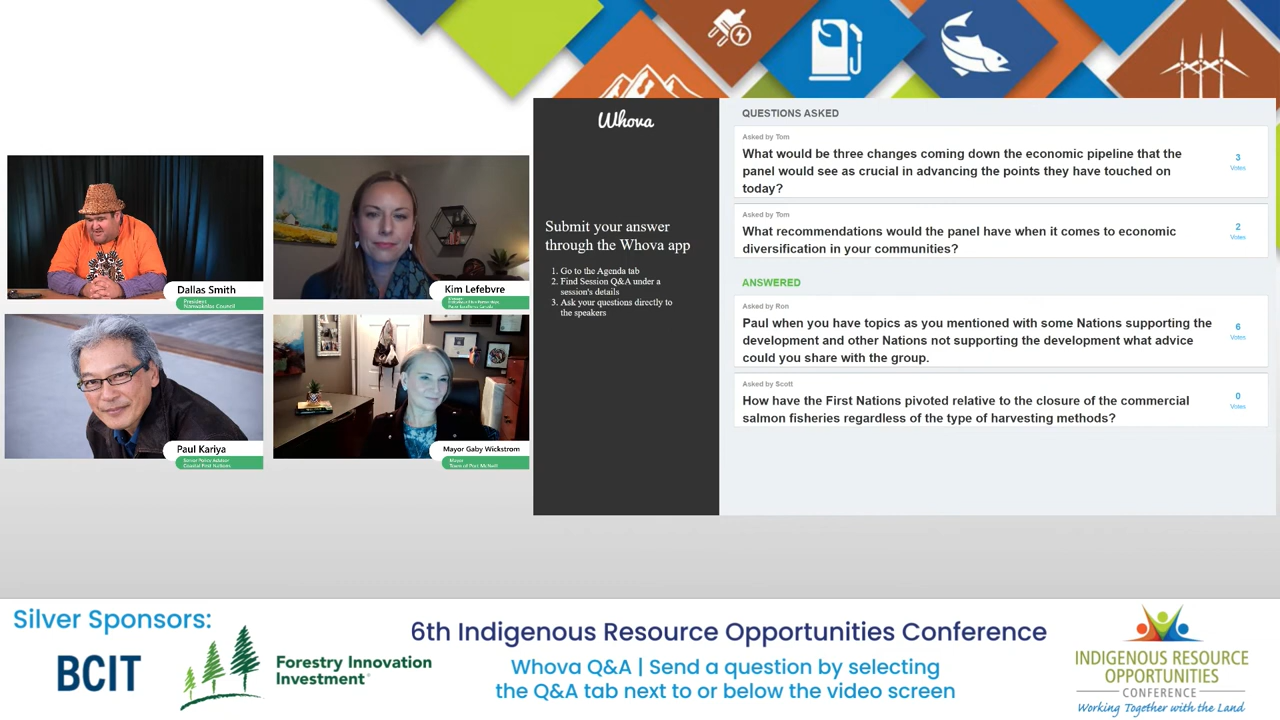 Whova
Submit your answer
through the Whova app
1. Go to the Agenda tab
2. Find Session Q&A under a
session's details
3. Ask your questions directly to
the speakers
QUESTIONS ASKED
Asked by Tom
What would be three changes coming down the economic pipeline that the
panel would see as crucial in advancing the points they have touched on
today?
3
Votes
Asked by Tom
What recommendations would the panel have when it comes to economic
diversification in your communities?
2
Votes
ANSWERED
Asked by Ron
Paul when you have topics as you mentioned with some Nations supporting the
development and other Nations not supporting the development what advice
could you share with the group.
6
Votes
Asked by Scott
How have the First Nations pivoted relative to the closure of the commercial
salmon fisheries regardless of the type of harvesting methods?
0
Votes
Dallas Smith
President
Nanwakolas Council
Kim Lefebvre
Paper Excellence Canada
Paul Kariya
Senior Policy Advisor
Coastal First Nations
Mayor Gaby Wickstrom
Mayor
Town of Port McNeill
Silver Sponsors:
BCIT
Forestry Innovation
Investment
6th Indigenous Resource Opportunities Conference
Whova Q&A | Send a question by selecting
the Q&A tab next to or below the video screen
INDIGENOUS RESOURCE
OPPORTUNITIES
CONFERENCE
Working Together with the Land